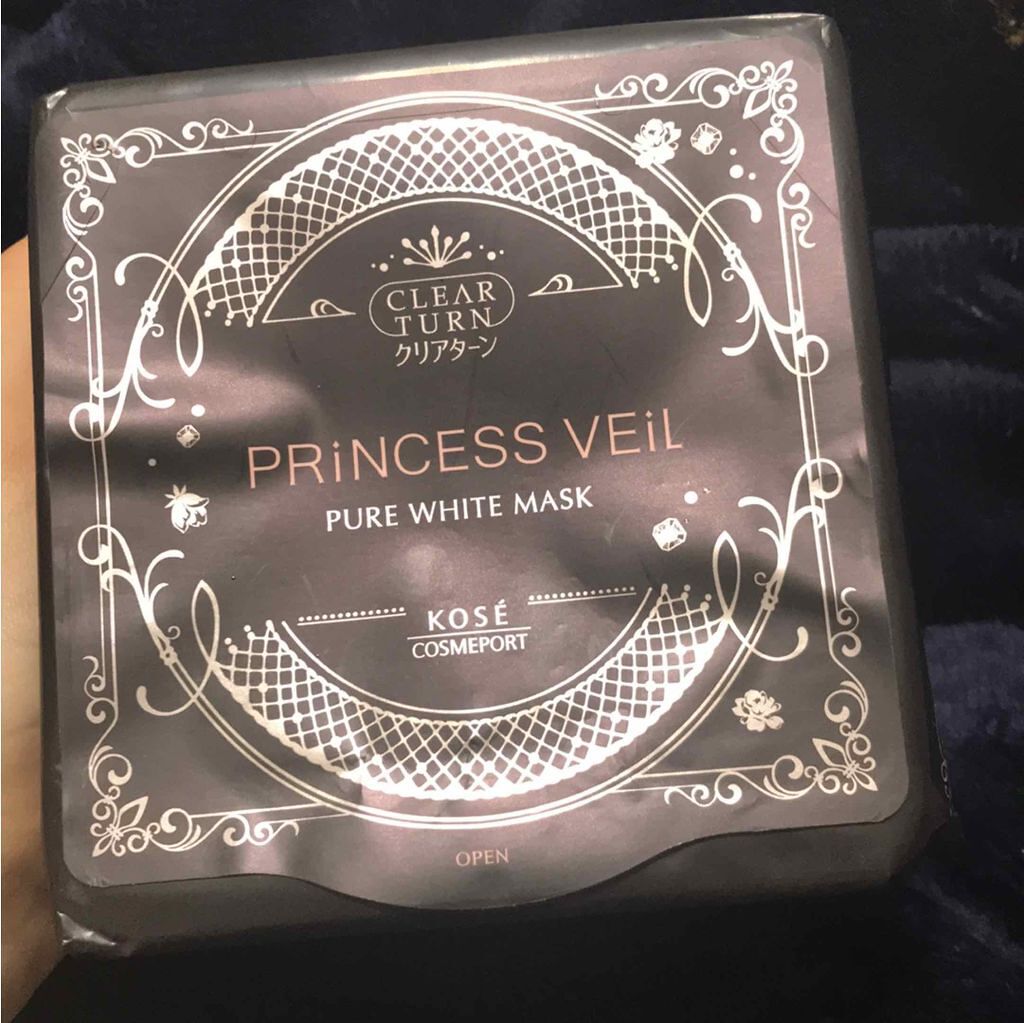 CLEAR
TURN
クリアターン
PRiNCESS VEiL
PURE WHITE MASK
KOSÉ
COSMEPORT
OPEN